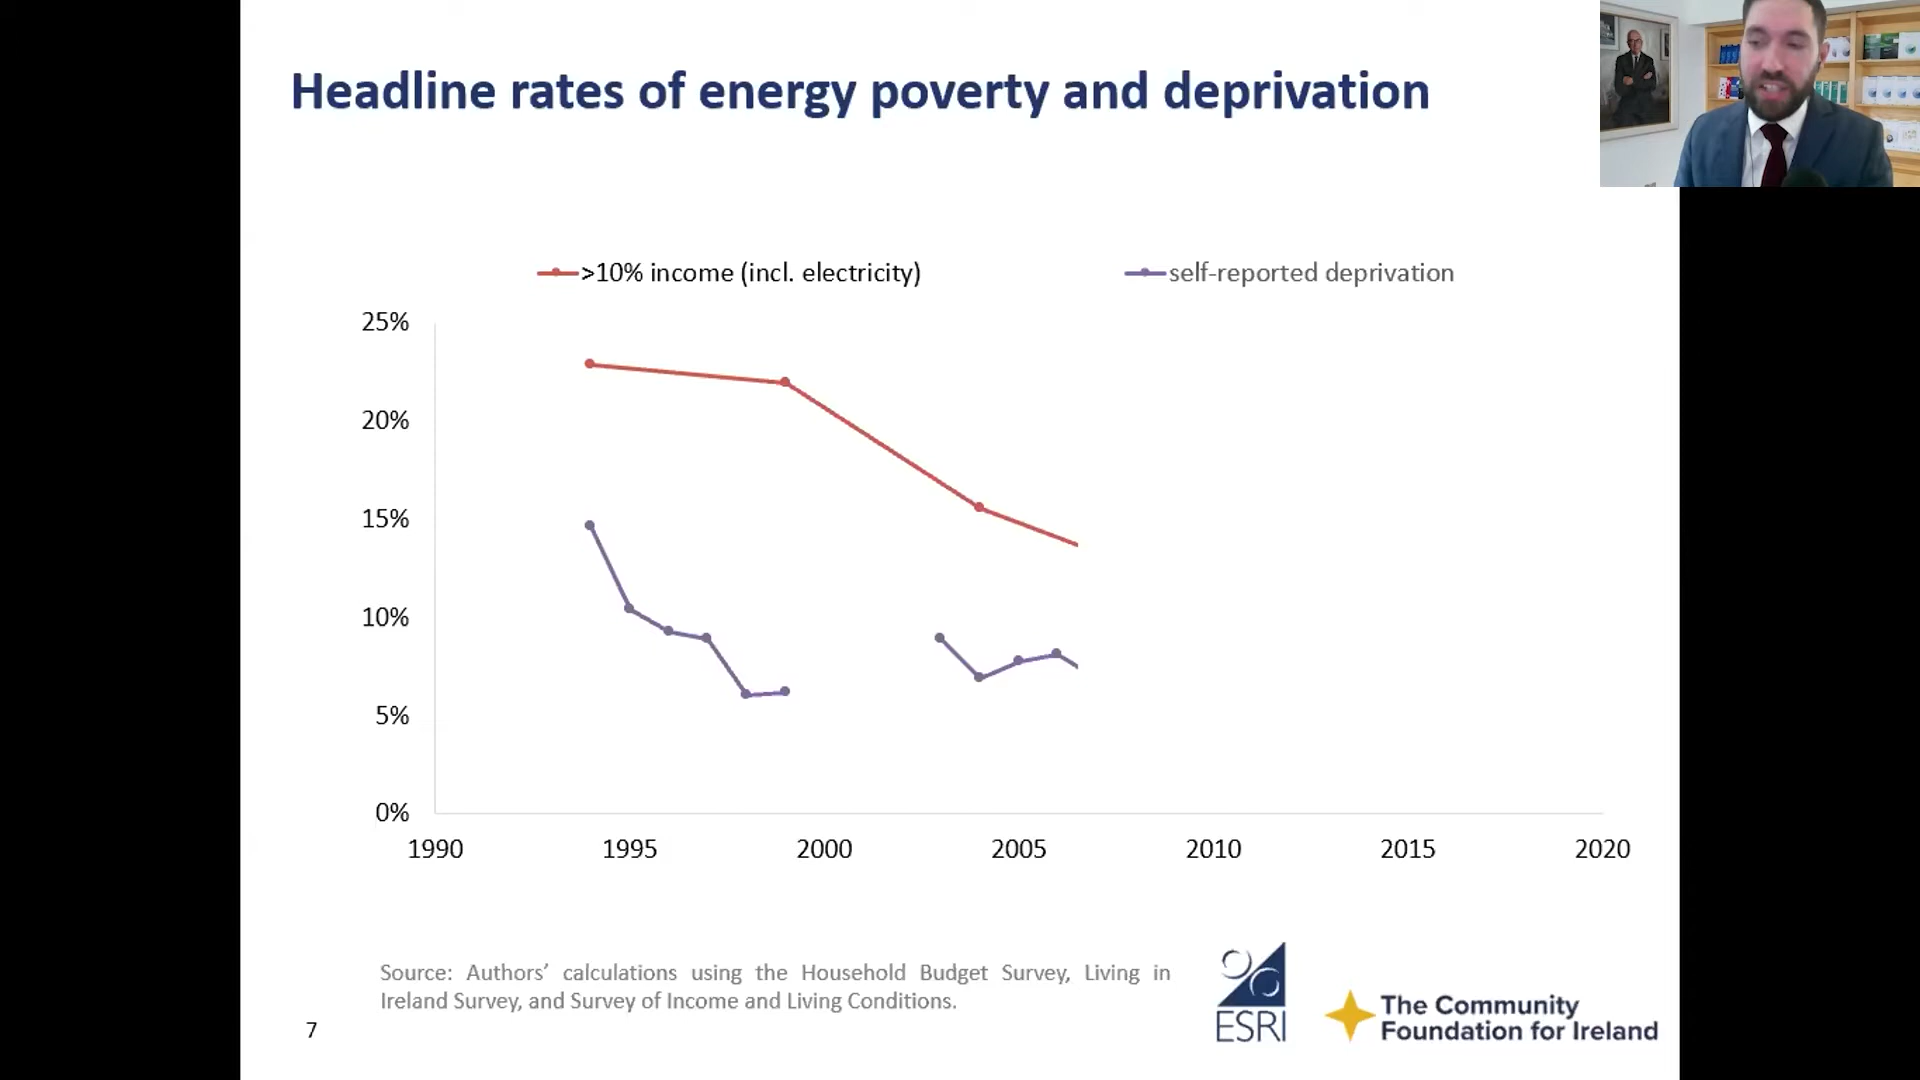 Headline rates of energy poverty and deprivation
>10% income (incl. electricity)
self-reported deprivation
25%
20%
15%
10%
5%
0%
1990
1995
2000
2005
2010
2015
2020
Source: Authors’ calculations using the Household Budget Survey, Living in
Ireland Survey, and Survey of Income and Living Conditions.
7
ESRI
The Community
Foundation for Ireland